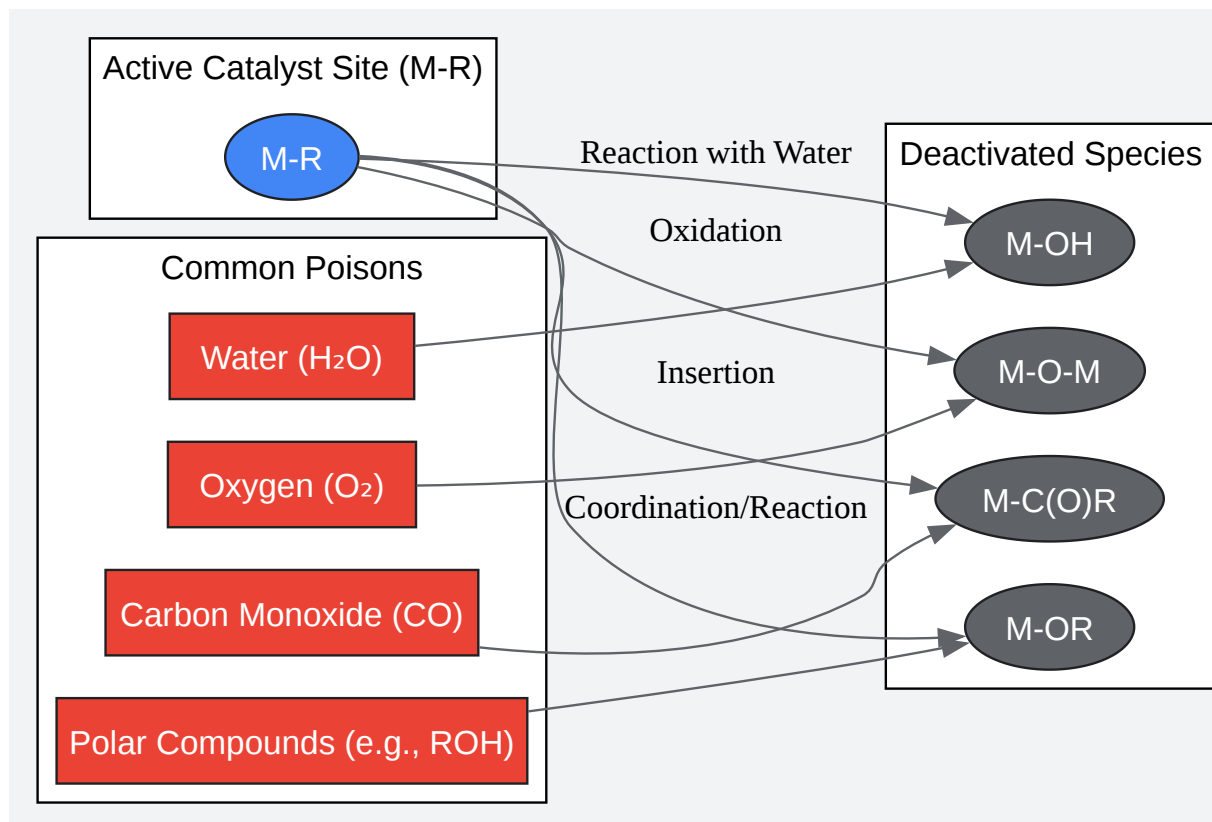 Active Catalyst Site (M-R)
M-R
Common Poisons
Water (H₂O)
Oxygen (O₂)
Carbon Monoxide (CO)
Polar Compounds (e.g., ROH)
Reaction with Water
Oxidation
Insertion
Coordination/Reaction
Deactivated Species
M-OH
M-O-M
M-C(O)R
M-OR